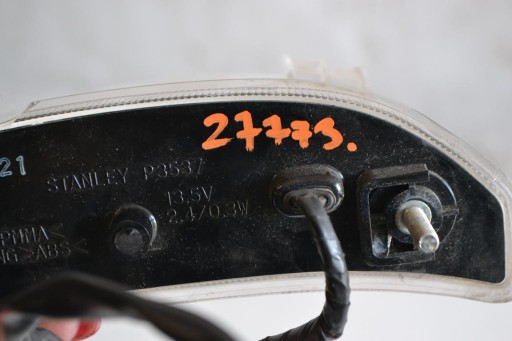 27773.
21
STANLEY P3537
13.5V
2.4/0.3W
PMMA<
>ABS<